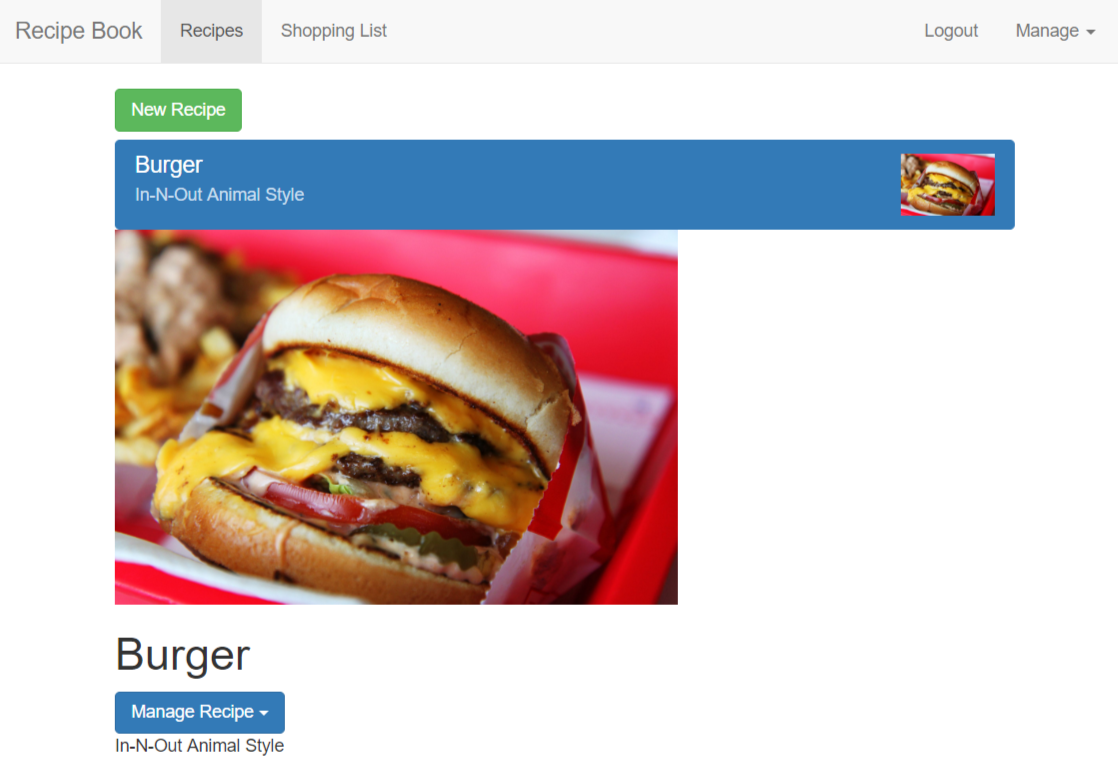 Recipe Book Recipes Shopping List Logout Manage
New Recipe
Burger
In-N-Out Animal Style
Burger
Manage Recipe
In-N-Out Animal Style